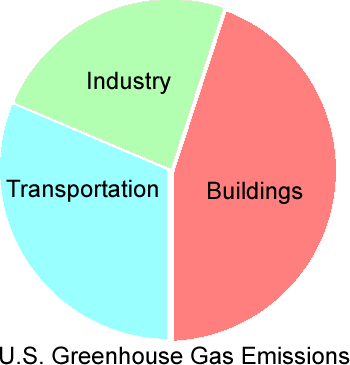 Industry
Transportation
Buildings
U.S. Greenhouse Gas Emissions